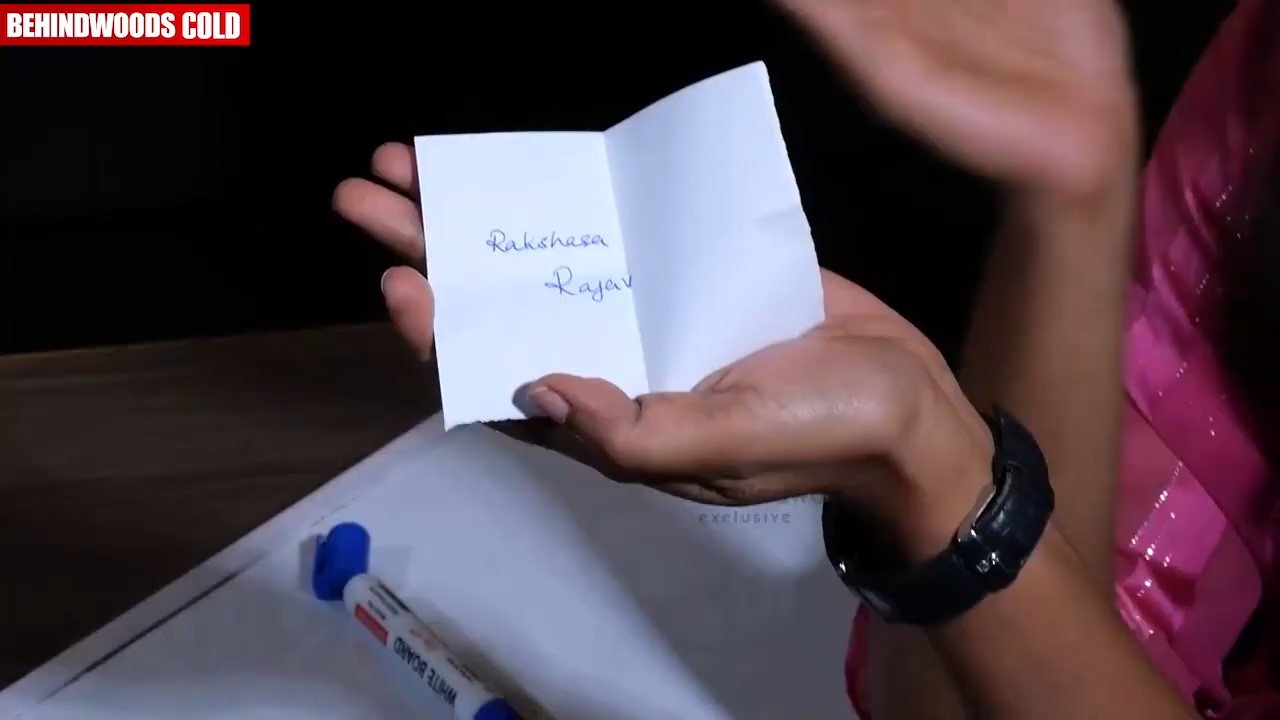 BEHINDWOODS COLD
Rakshasa
Rajav
exclusive
WHITE BOARD